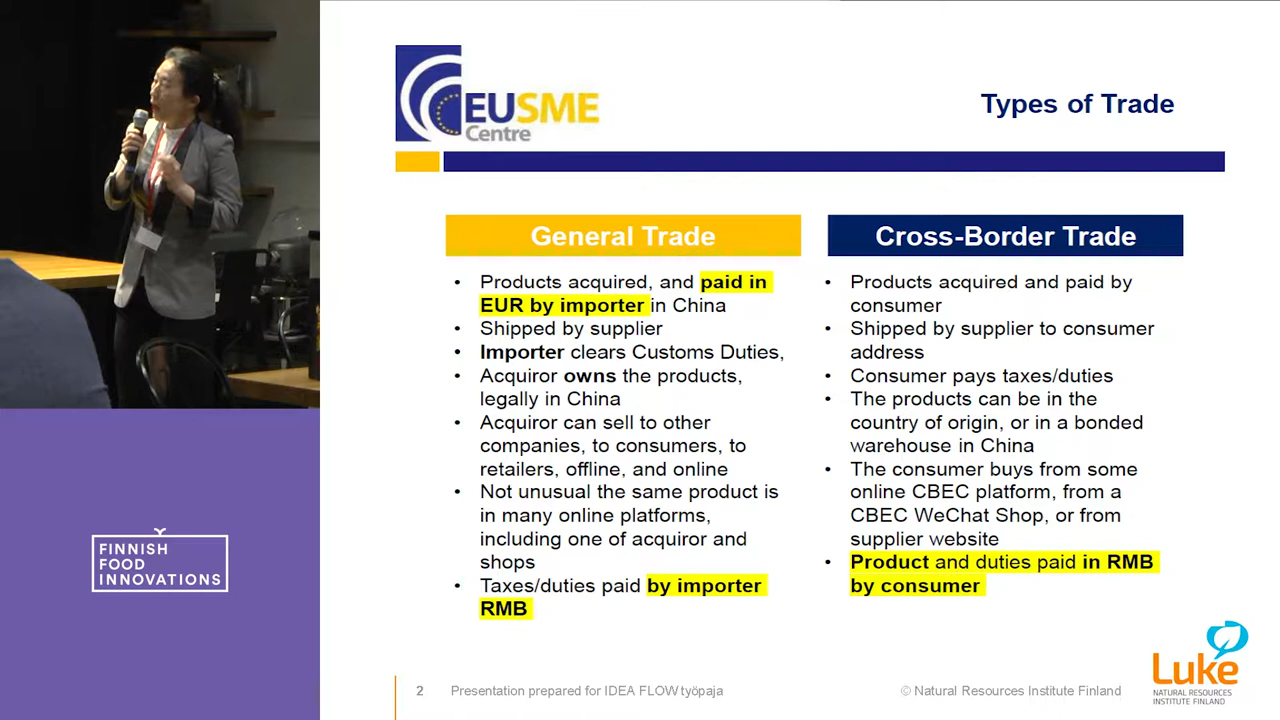 EUSME
Centre
Types of Trade
General Trade
• Products acquired, and paid in
EUR by importer in China
• Shipped by supplier
• Importer clears Customs Duties,
• Acquiror owns the products,
legally in China
• Acquiror can sell to other
companies, to consumers, to
retailers, offline, and online
• Not unusual the same product is
in many online platforms,
including one of acquiror and
shops
• Taxes/duties paid by importer
RMB
Cross-Border Trade
• Products acquired and paid by
consumer
• Shipped by supplier to consumer
address
• Consumer pays taxes/duties
• The products can be in the
country of origin, or in a bonded
warehouse in China
• The consumer buys from some
online CBEC platform, from a
CBEC WeChat Shop, or from
supplier website
• Product and duties paid in RMB
by consumer
FINNISH
FOOD
INNOVATIONS
2 Presentation prepared for IDEA FLOW työpaja
© Natural Resources Institute Finland
Luke
NATURAL RESOURCES
INSTITUTE FINLAND